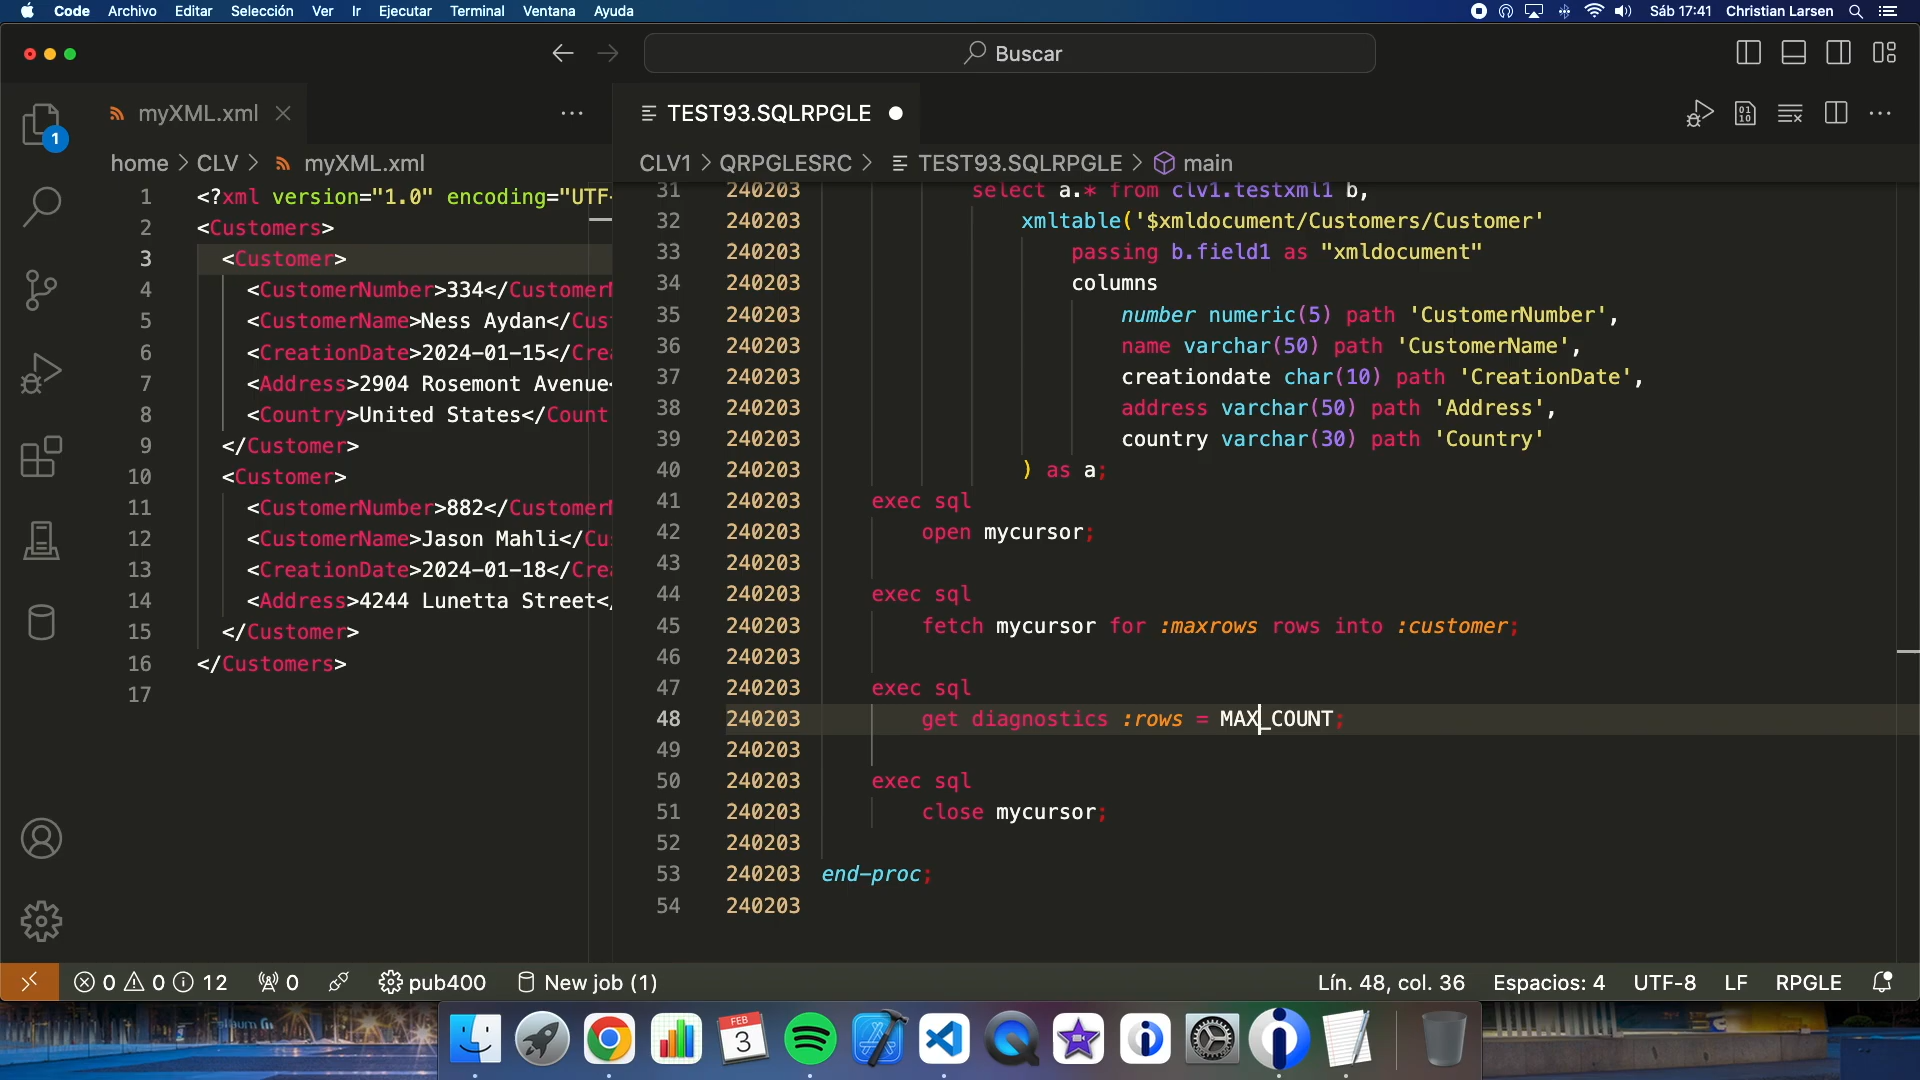 Code Archivo Editar Selección Ver Ir Ejecutar Terminal Ventana Ayuda Sáb 17:41 Christian Larsen
Buscar
1
myXML.xml
home > CLV > myXML.xml
1 <?xml version="1.0" encoding="UTF-
2 <Customers>
3 <Customer>
4 <CustomerNumber>334</CustomerN
5 <CustomerName>Ness Aydan</Cus
6 <CreationDate>2024-01-15</Crea
7 <Address>2904 Rosemont Avenue<
8 <Country>United States</Count
9 </Customer>
10 <Customer>
11 <CustomerNumber>882</CustomerN
12 <CustomerName>Jason Mahli</Cu
13 <CreationDate>2024-01-18</Crea
14 <Address>4244 Lunetta Street</
15 </Customer>
16 </Customers>
17
TEST93.SQLRPGLE
CLV1 > QRPGLESRC > TEST93.SQLRPGLE > main
31 240203 select a.* from clv1.testxml1 b,
32 240203 xmltable('$xmldocument/Customers/Customer'
33 240203 passing b.field1 as "xmldocument"
34 240203 columns
35 240203 number numeric(5) path 'CustomerNumber',
36 240203 name varchar(50) path 'CustomerName',
37 240203 creationdate char(10) path 'CreationDate',
38 240203 address varchar(50) path 'Address',
39 240203 country varchar(30) path 'Country'
40 240203 ) as a;
41 240203 exec sql
42 240203 open mycursor;
43 240203
44 240203 exec sql
45 240203 fetch mycursor for :maxrows rows into :customer;
46 240203
47 240203 exec sql
48 240203 get diagnostics :rows = MAX_COUNT;
49 240203
50 240203 exec sql
51 240203 close mycursor;
52 240203
53 240203 end-proc;
54 240203
0 0 12 0 pub400 New job (1) Lín. 48, col. 36 Espacios: 4 UTF-8 LF RPGLE
FEB
3